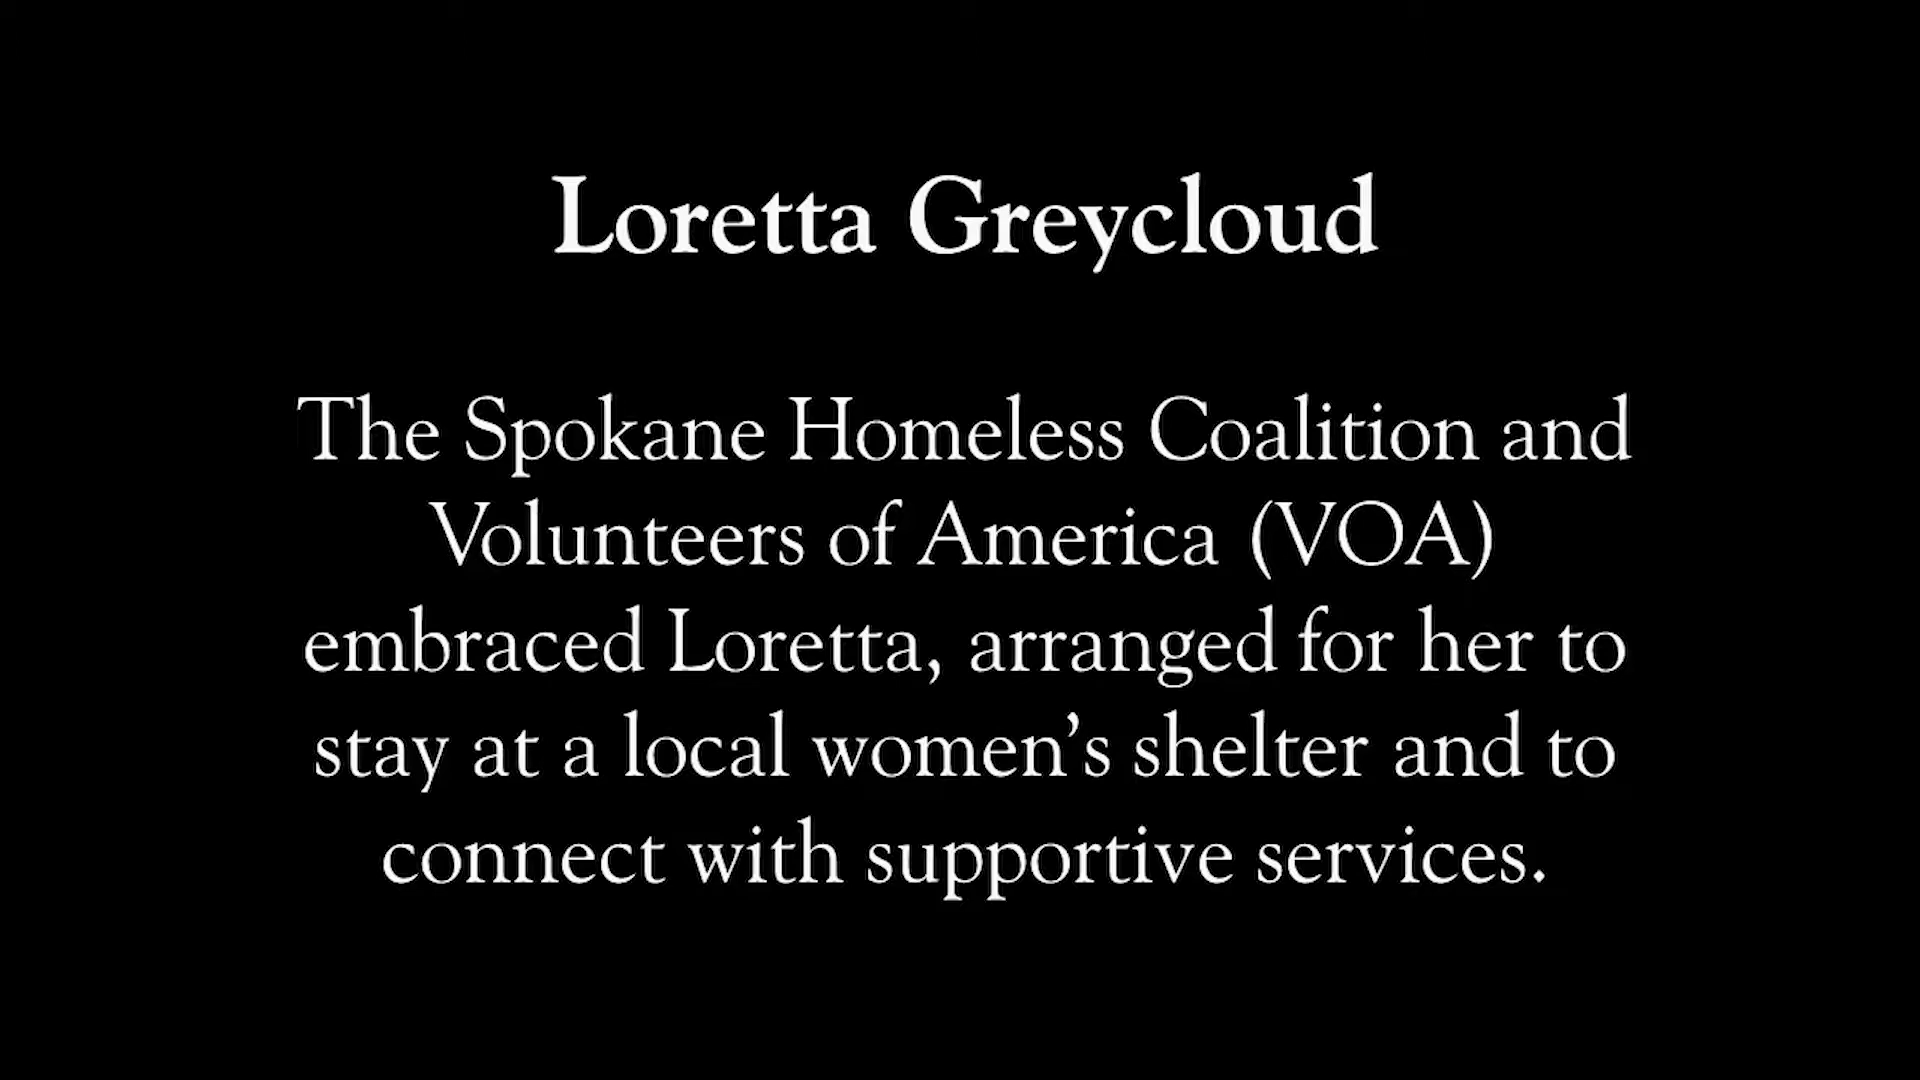 Loretta Greycloud
The Spokane Homeless Coalition and
Volunteers of America (VOA)
embraced Loretta, arranged for her to
stay at a local women’s shelter and to
connect with supportive services.